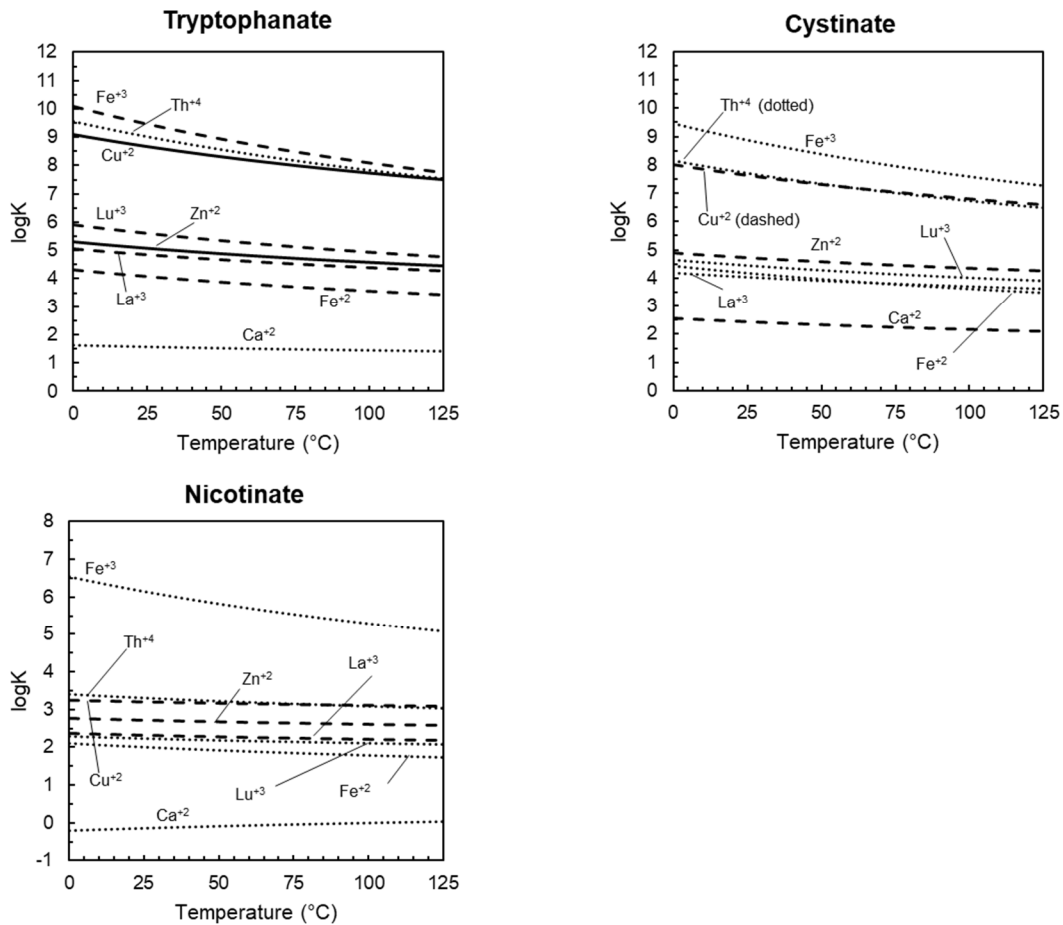 Tryptophanate
12
11
10
9
8
7
6
5
4
3
2
1
0
logK
Fe+3
Th+4
Cu+2
Lu+3
Zn+2
La+3
Fe+2
Ca+2
0 25 50 75 100 125
Temperature (°C)
Cystinate
12
11
10
9
8
7
6
5
4
3
2
1
0
logK
Th+4 (dotted)
Fe+3
Cu+2 (dashed)
Zn+2
Lu+3
La+3
Ca+2
Fe+2
0 25 50 75 100 125
Temperature (°C)
Nicotinate
8
7
6
5
4
3
2
1
0
-1
logK
Fe+3
Th+4
La+3
Zn+2
Cu+2
Lu+3
Fe+2
Ca+2
0 25 50 75 100 125
Temperature (°C)